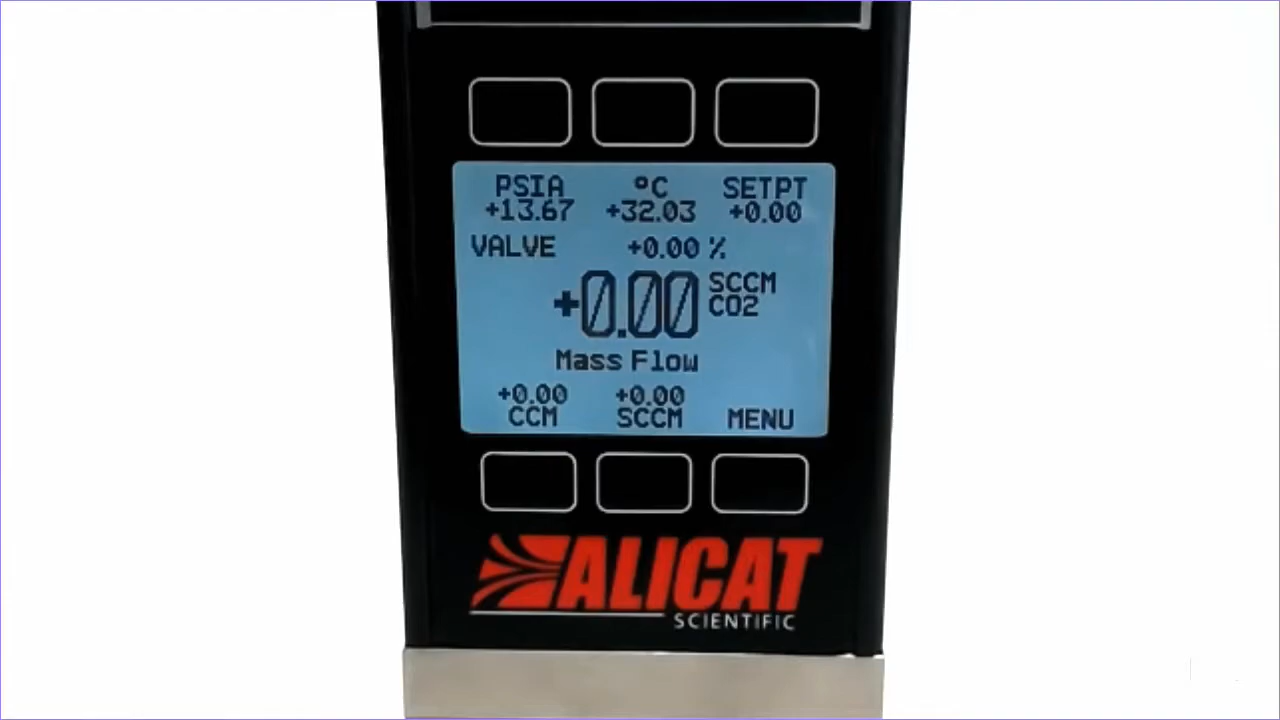 PSIA °C SETPT
+13.67 +32.03 +0.00
VALVE +0.00 %
+0.00 SCCM
CO2
Mass Flow
+0.00 +0.00
CCM SCCM MENU
ALICAT
SCIENTIFIC